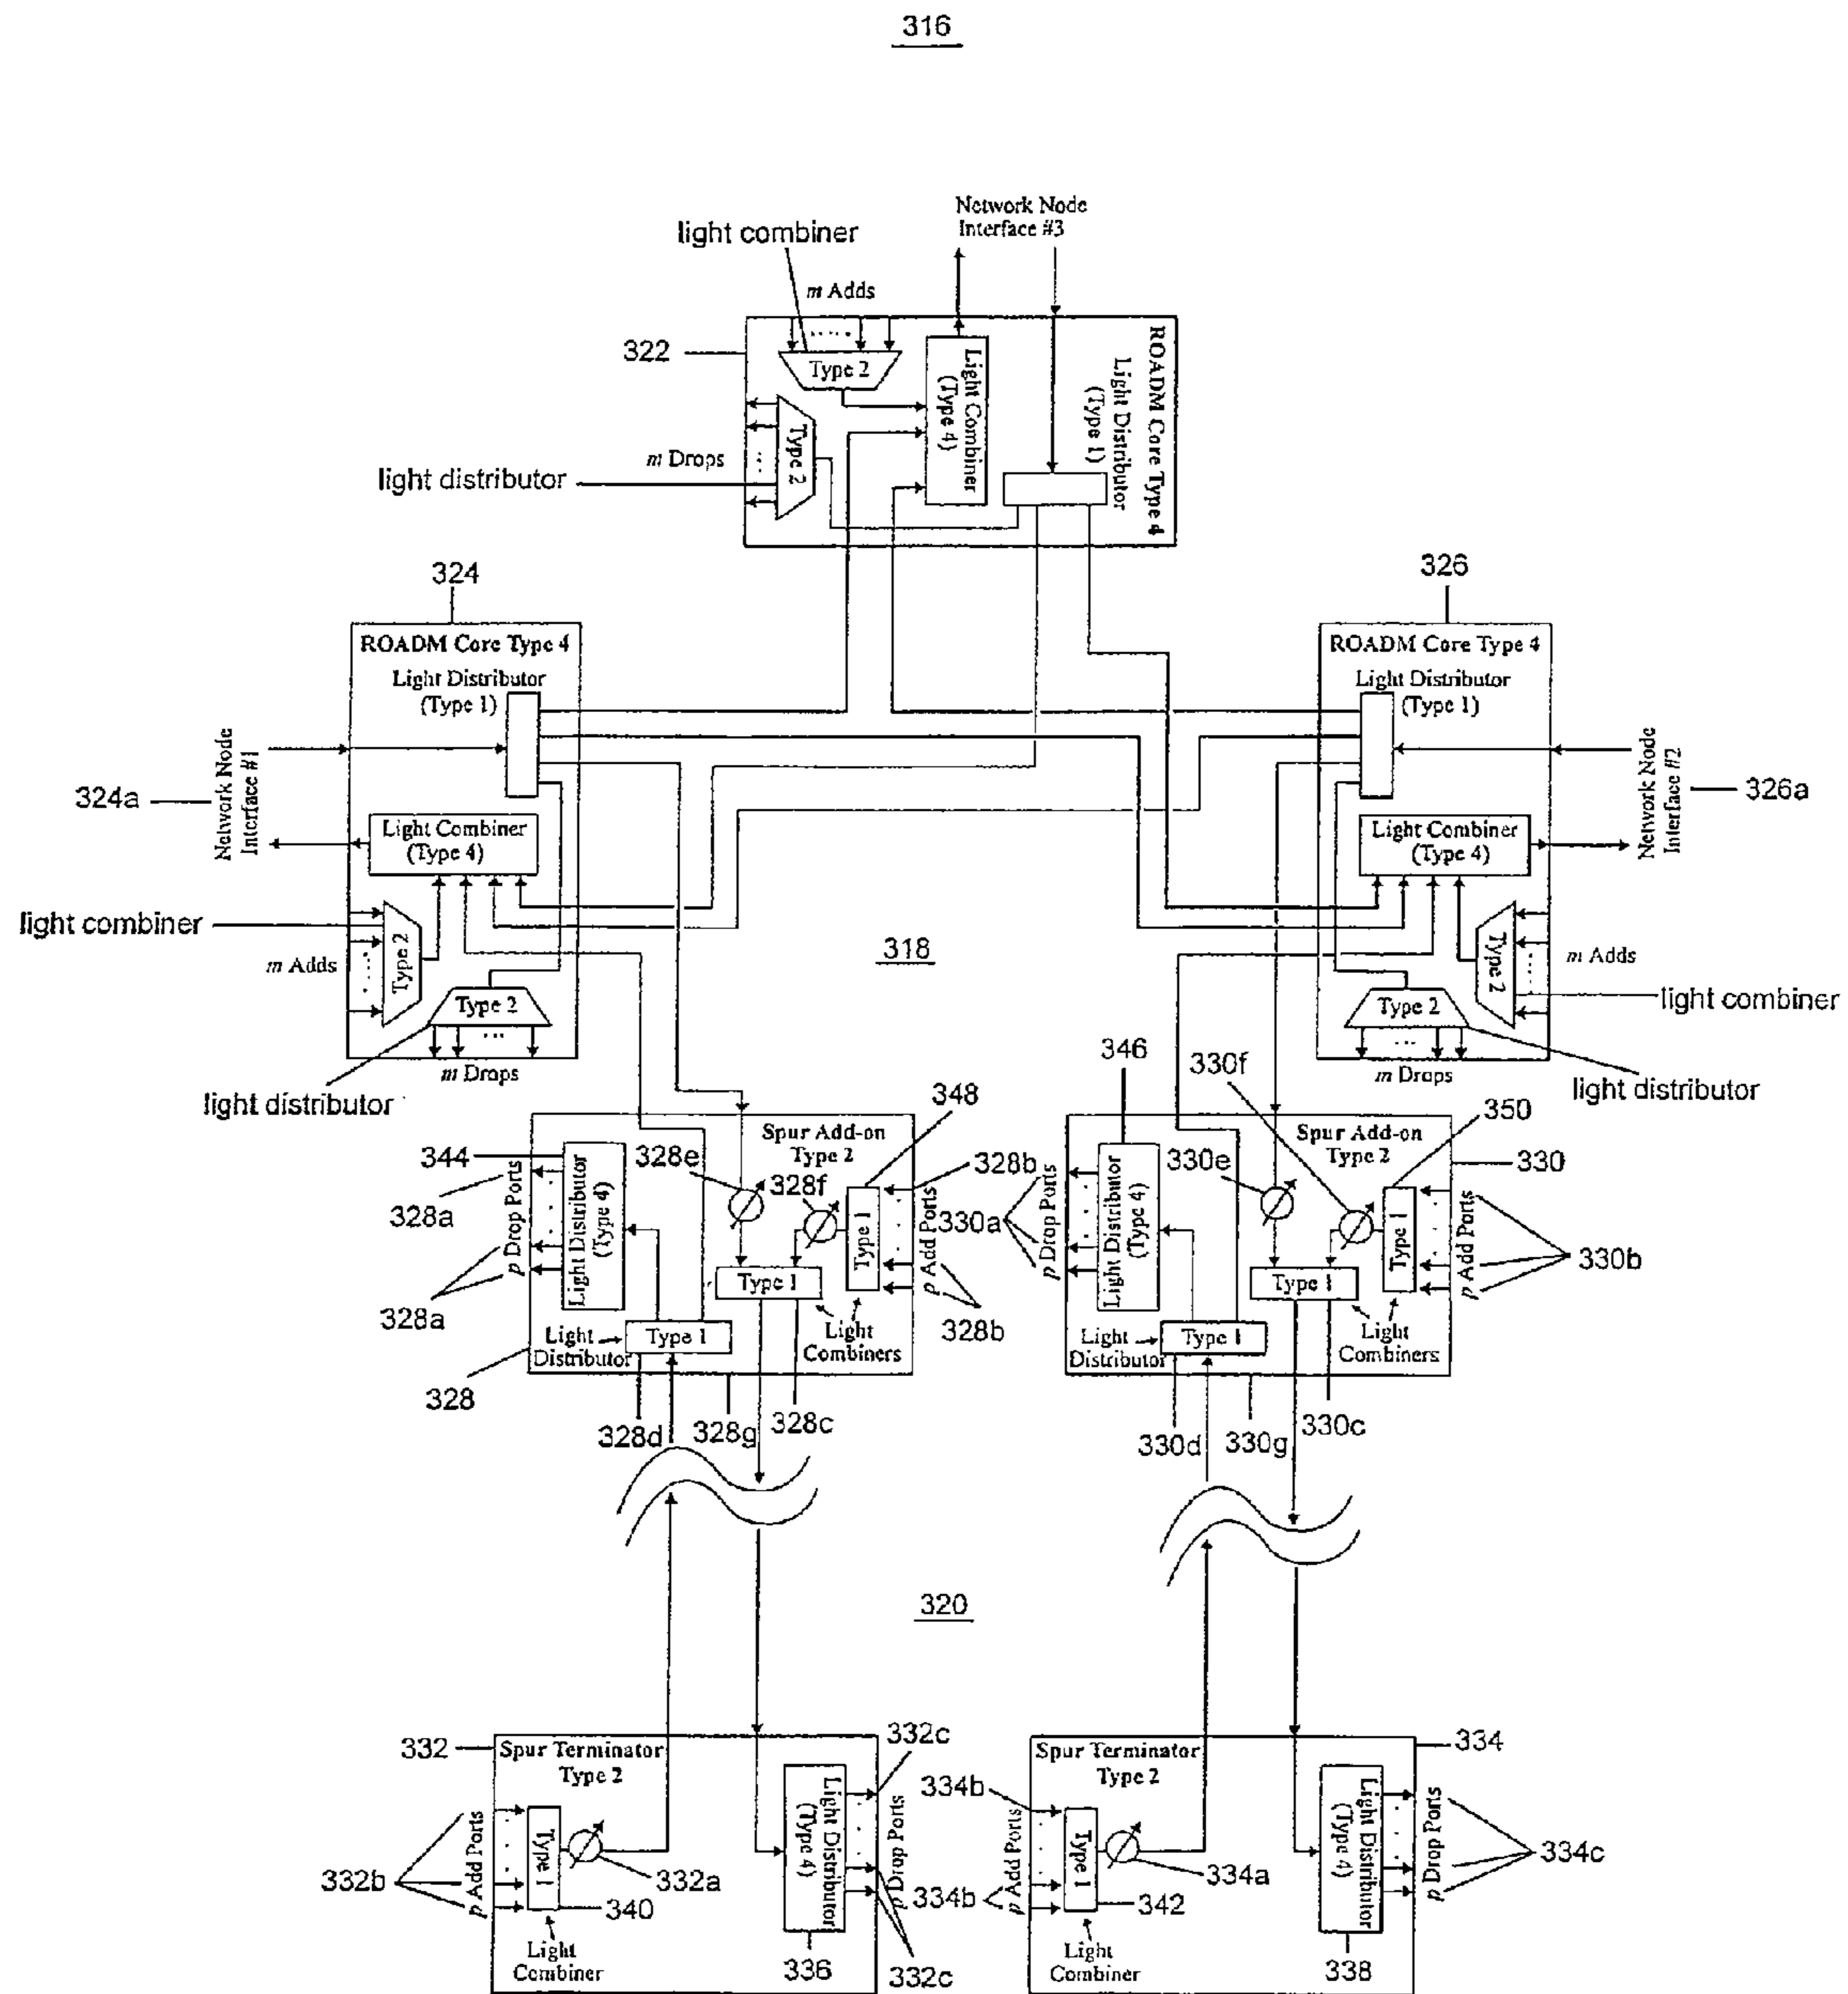 316
Network Node
Interface #3
light combiner
m Adds
322
Type 2
Light Combiner
(Type 4)
Light Distributor
(Type 1)
ROADM Core Type 4
Type 2
m Drops
light distributor
324
ROADM Core Type 4
Light Distributor
(Type 1)
Network Node
Interface #1
324a
Light Combiner
(Type 4)
light combiner
m Adds
Type 2
Type 2
m Drops
light distributor
318
326
ROADM Core Type 4
Light Distributor
(Type 1)
Network Node
Interface #2
326a
Light Combiner
(Type 4)
Type 2
m Adds
light combiner
Type 2
m Drops
light distributor
348
Spur Add-on
Type 2
344
328a
p Drop Ports
328a
Light Distributor
(Type 4)
328e
328f
Type 1
328b
p Add Ports
328b
Type 1
Light
Combiners
Light
Distributor
Type 1
328
328d
328g
328c
346
330f
350
Spur Add-on
Type 2
330
330a
p Drop Ports
Light Distributor
(Type 4)
330e
Type 1
p Add Ports
330b
Type 1
Light
Combiners
Light
Distributor
Type 1
330d
330g
330c
320
332
Spur Terminator
Type 2
332c
332b
p Add Ports
Type 1
332a
340
Light
Combiner
Light Distributor
(Type 4)
p Drop Ports
336
332c
Spur Terminator
Type 2
334
334b
p Add Ports
334b
Type 1
334a
342
Light
Combiner
Light Distributor
(Type 4)
p Drop Ports
334c
338